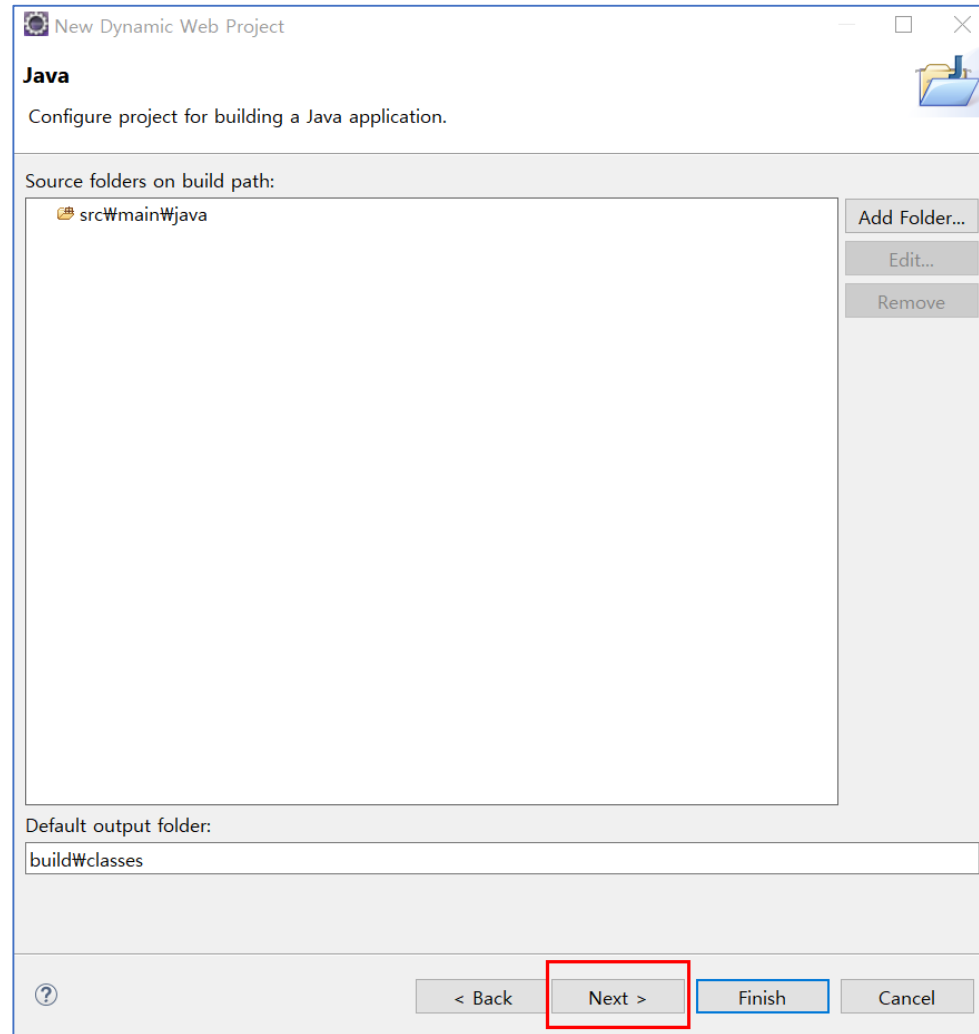 New Dynamic Web Project
Java
Configure project for building a Java application.
Source folders on build path:
src₩main₩java
Add Folder...
Edit...
Remove
Default output folder:
build₩classes
< Back
Next >
Finish
Cancel